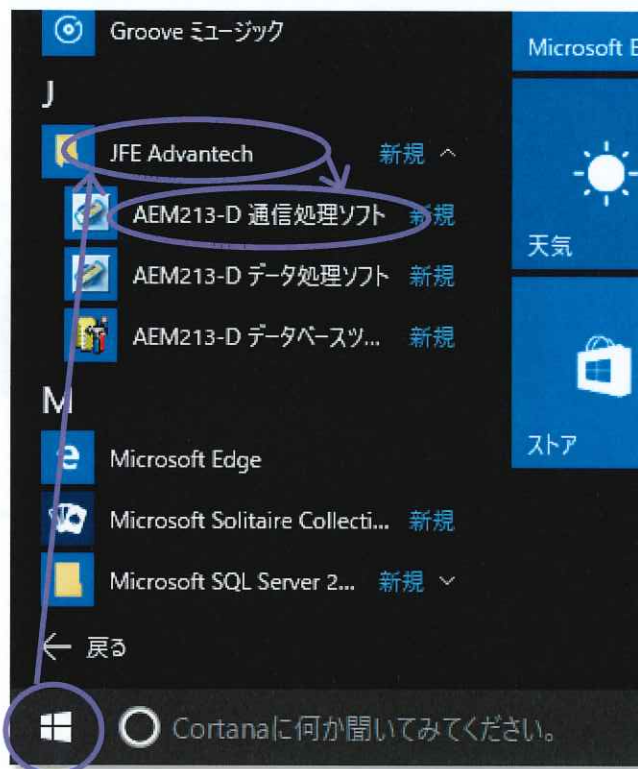 Groove ミュージック
Microsoft E
J
JFE Advantech 新規
AEM213-D 通信処理ソフト 新規
天気
AEM213-D データ処理ソフト 新規
AEM213-D データベースツ... 新規
M
ストア
Microsoft Edge
Microsoft Solitaire Collecti... 新規
Microsoft SQL Server 2... 新規
戻る
Cortanaに何か聞いてみてください。